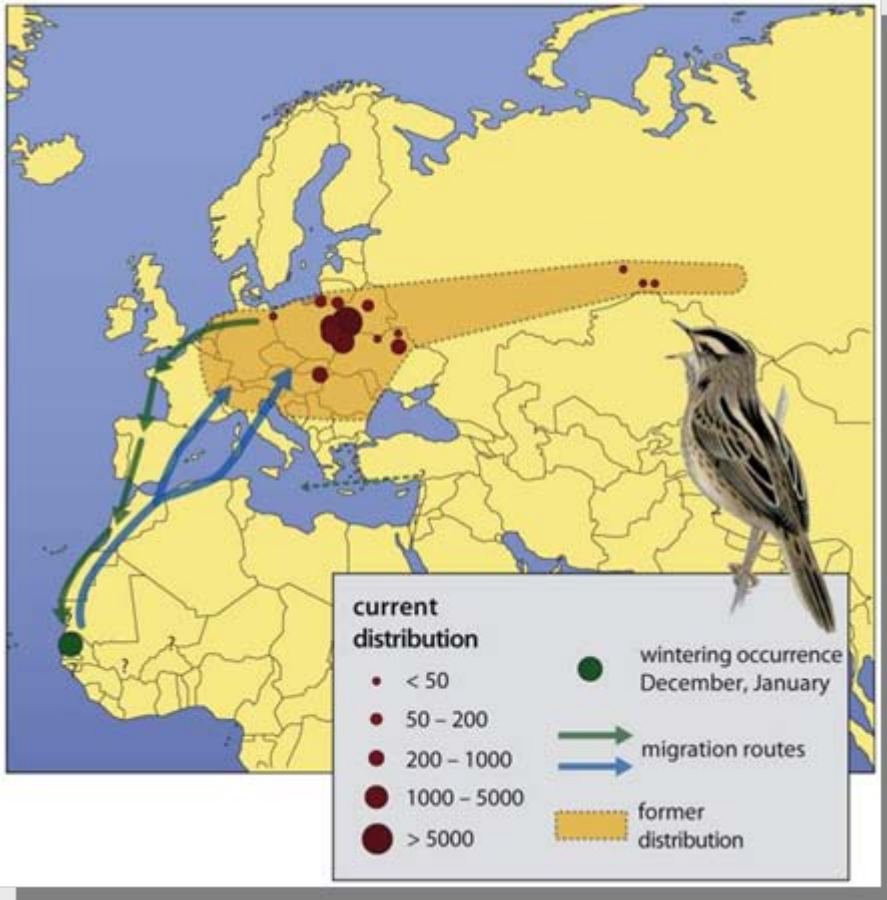 ?
?
?
current
distribution
< 50
50 – 200
200 – 1000
1000 – 5000
> 5000
wintering occurrence
December, January
migration routes
former
distribution